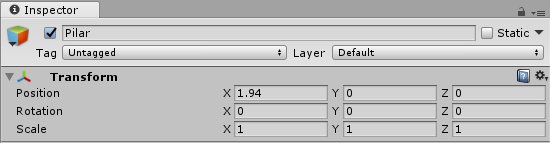 Inspector
Pilar Static
Tag Untagged Layer Default
Transform
Position X 1.94 Y 0 Z 0
Rotation X 0 Y 0 Z 0
Scale X 1 Y 1 Z 1